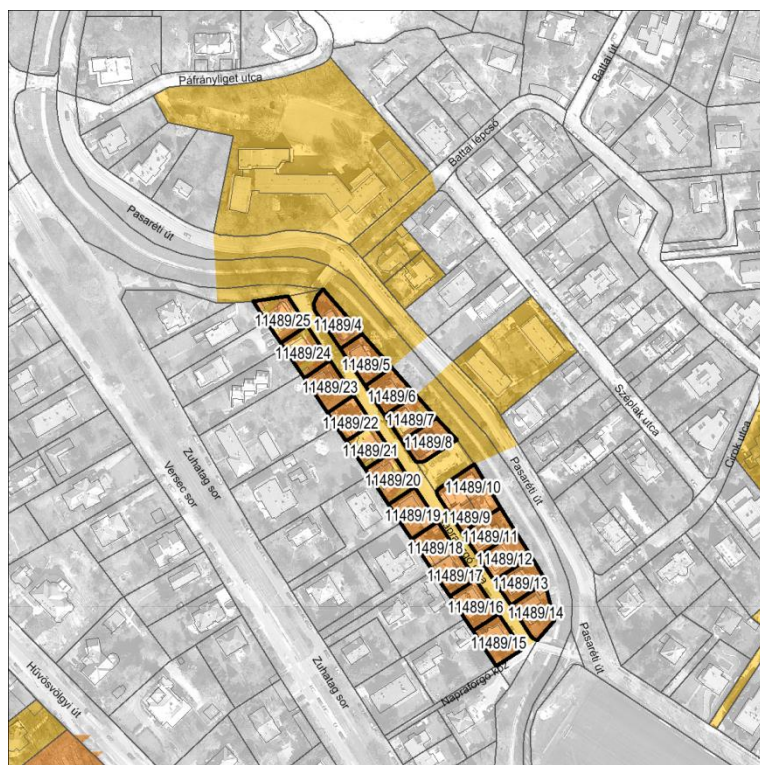 Battai út
Páfrányliget utca
Battai lépcső
Pasaréti út
11489/25
11489/4
11489/24
11489/5
11489/23
11489/6
11489/22
11489/7
11489/21
11489/8
Széplak utca
Cirok utca
Zuhatag sor
Versec sor
11489/20
11489/10
Pasaréti út
11489/19
11489/9
11489/18
11489/11
11489/17
11489/12
11489/16
11489/13
11489/15
11489/14
Pasaréti út
Zuhatag sor
Napraforgó köz
Hűvösvölgyi út